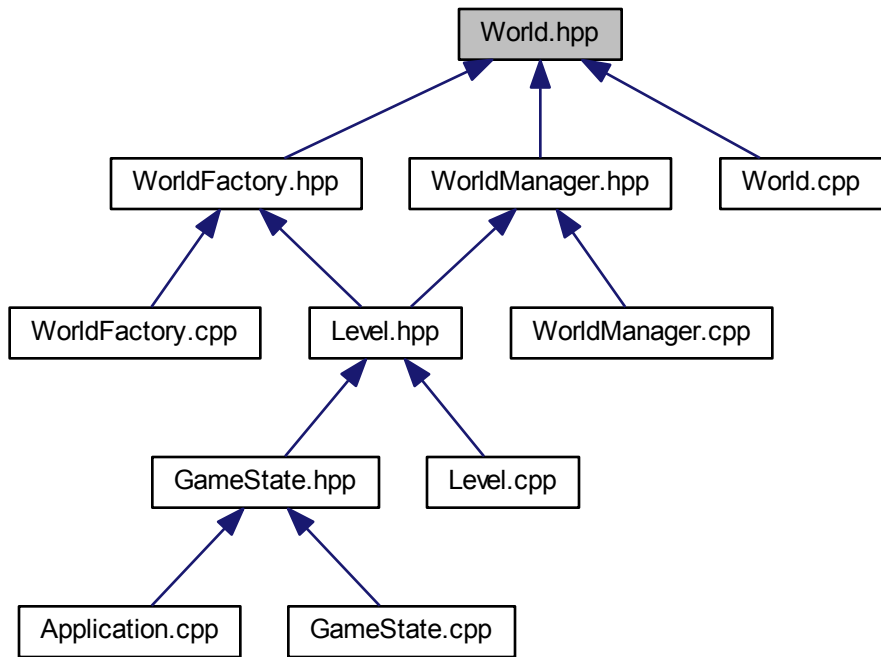 World.hpp
WorldFactory.hpp
WorldManager.hpp
World.cpp
WorldFactory.cpp
Level.hpp
WorldManager.cpp
GameState.hpp
Level.cpp
Application.cpp
GameState.cpp